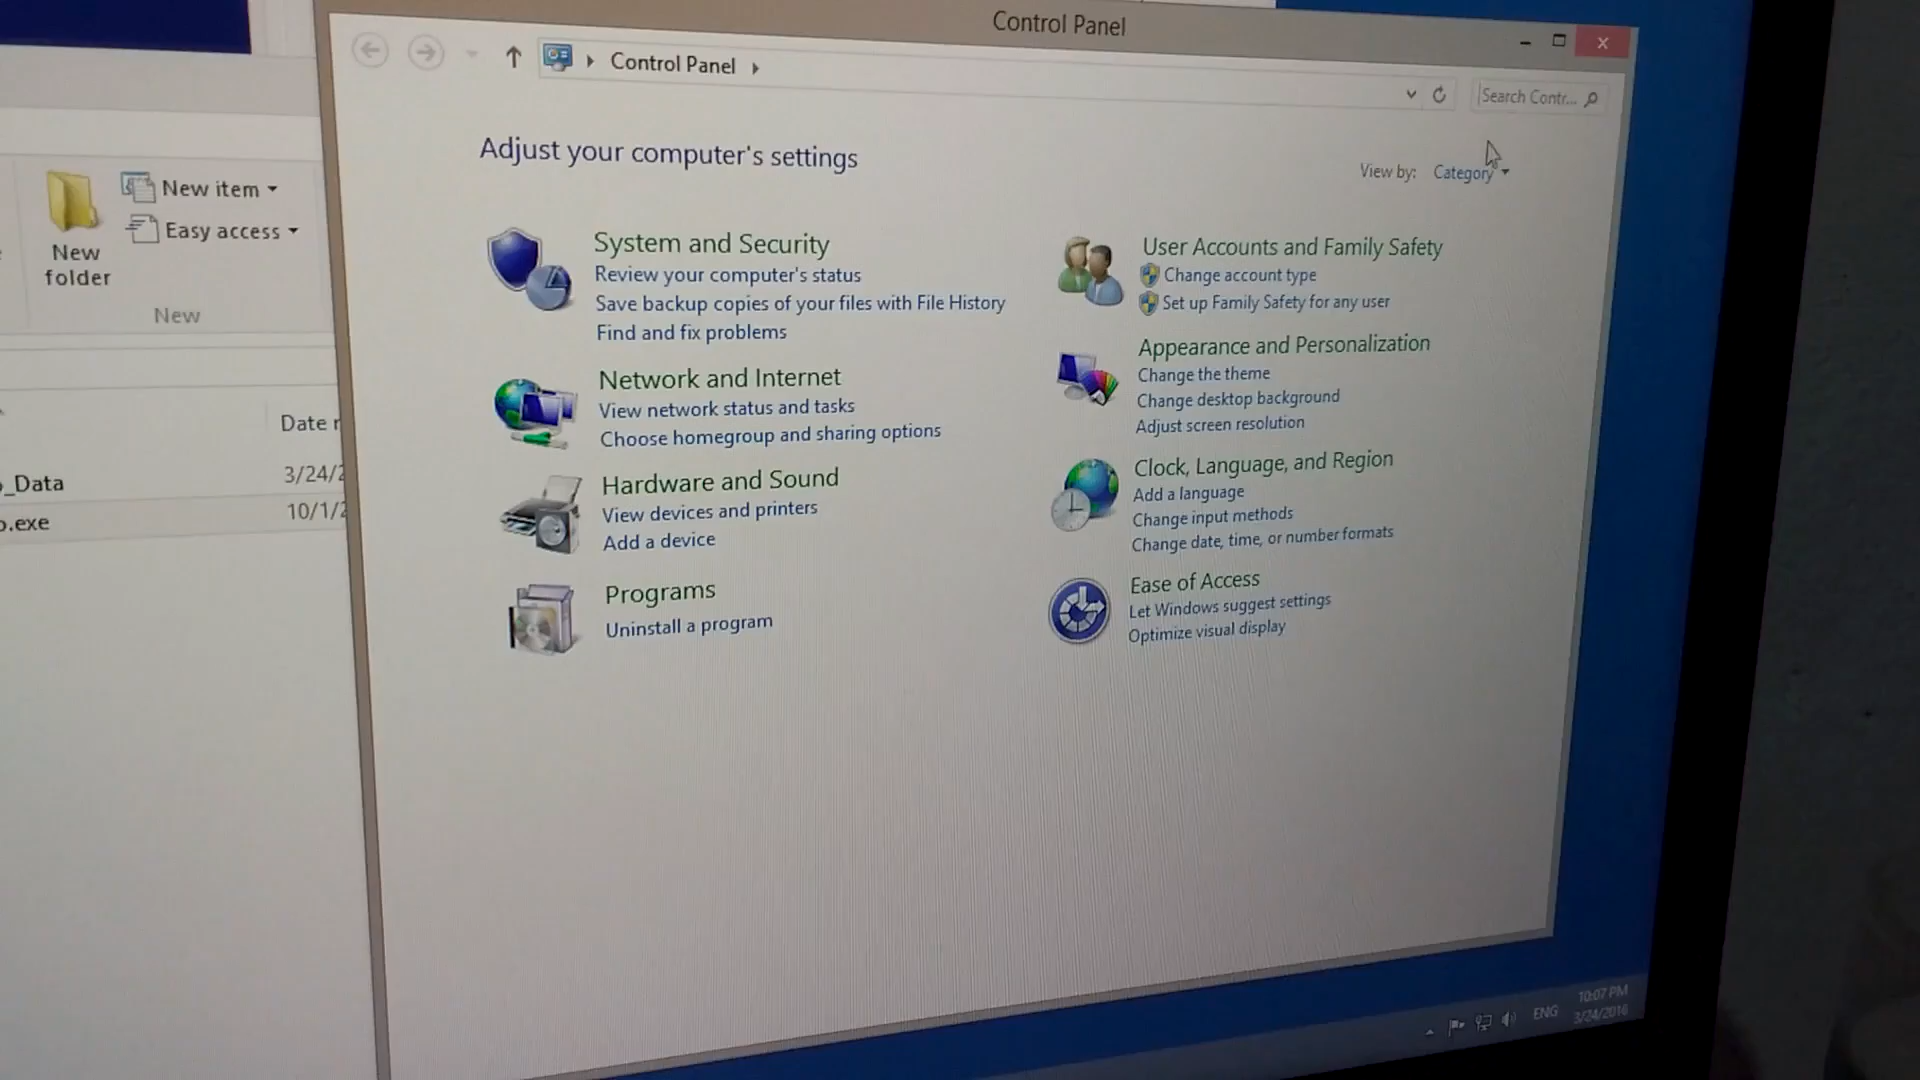 Control Panel
Control Panel
Search Contr...
Adjust your computer's settings
View by: Category
New item
Easy access
New folder
New
Date
3/24/
_Data
10/1/
.exe
System and Security
Review your computer's status
Save backup copies of your files with File History
Find and fix problems
Network and Internet
View network status and tasks
Choose homegroup and sharing options
Hardware and Sound
View devices and printers
Add a device
Programs
Uninstall a program
User Accounts and Family Safety
Change account type
Set up Family Safety for any user
Appearance and Personalization
Change the theme
Change desktop background
Adjust screen resolution
Clock, Language, and Region
Add a language
Change input methods
Change date, time, or number formats
Ease of Access
Let Windows suggest settings
Optimize visual display
ENG
10:07 PM
3/24/2016